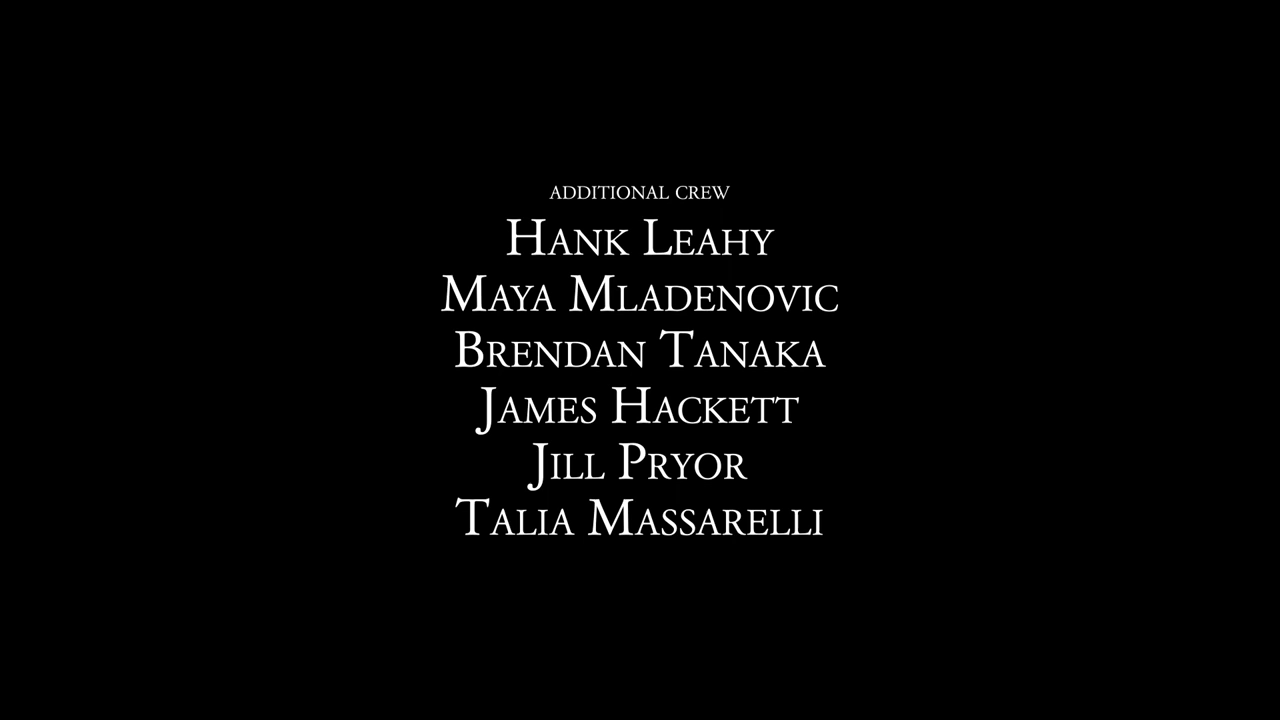 ADDITIONAL CREW
HANK LEAHY
MAYA MLADENOVIC
BRENDAN TANAKA
JAMES HACKETT
JILL PRYOR
TALIA MASSARELLI